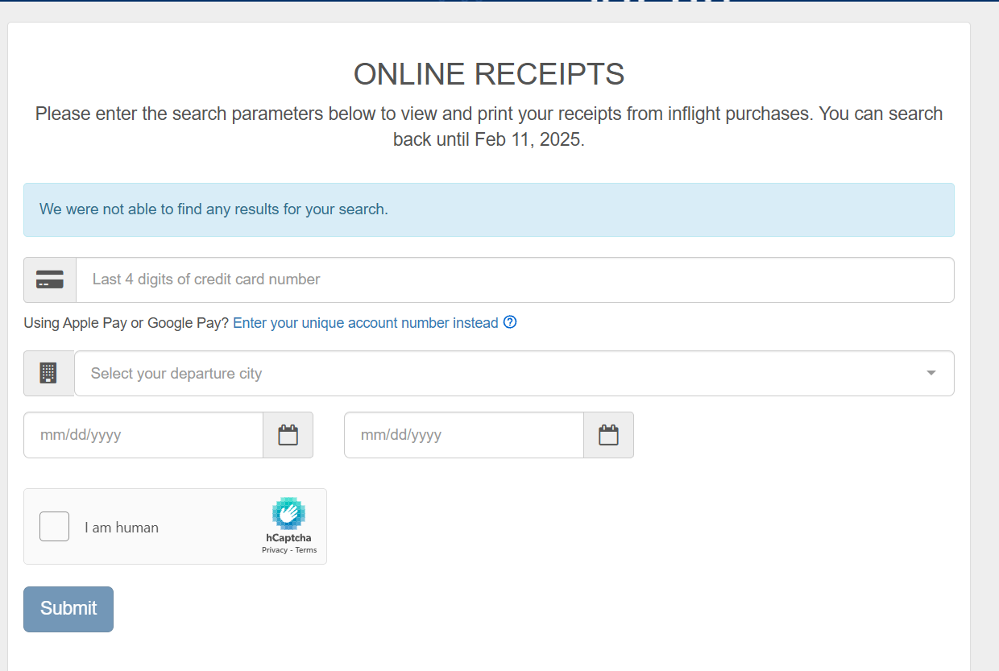 ONLINE RECEIPTS
Please enter the search parameters below to view and print your receipts from inflight purchases. You can search
back until Feb 11, 2025.
We were not able to find any results for your search.
Last 4 digits of credit card number
Using Apple Pay or Google Pay? Enter your unique account number instead ?
Select your departure city
mm/dd/yyyy mm/dd/yyyy
I am human
hCaptcha
Privacy - Terms
Submit